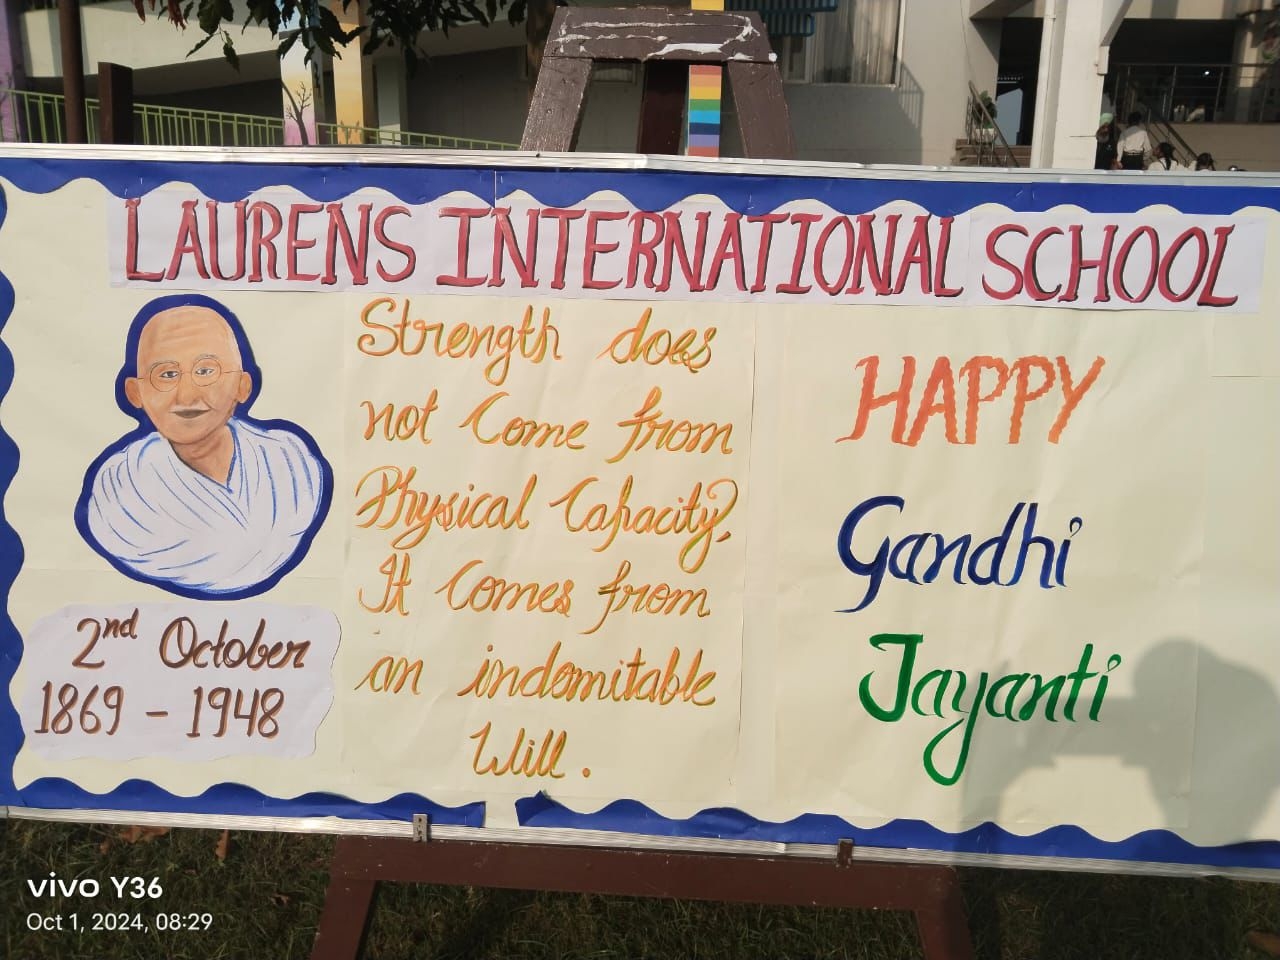 LAURENS INTERNATIONAL SCHOOL
Strength does
not Come from
Physical Capacity,
It Comes from
an indomitable
Will.
2nd October
1869 - 1948
HAPPY
Gandhi
Jayanti
vivo Y36
Oct 1, 2024, 08:29